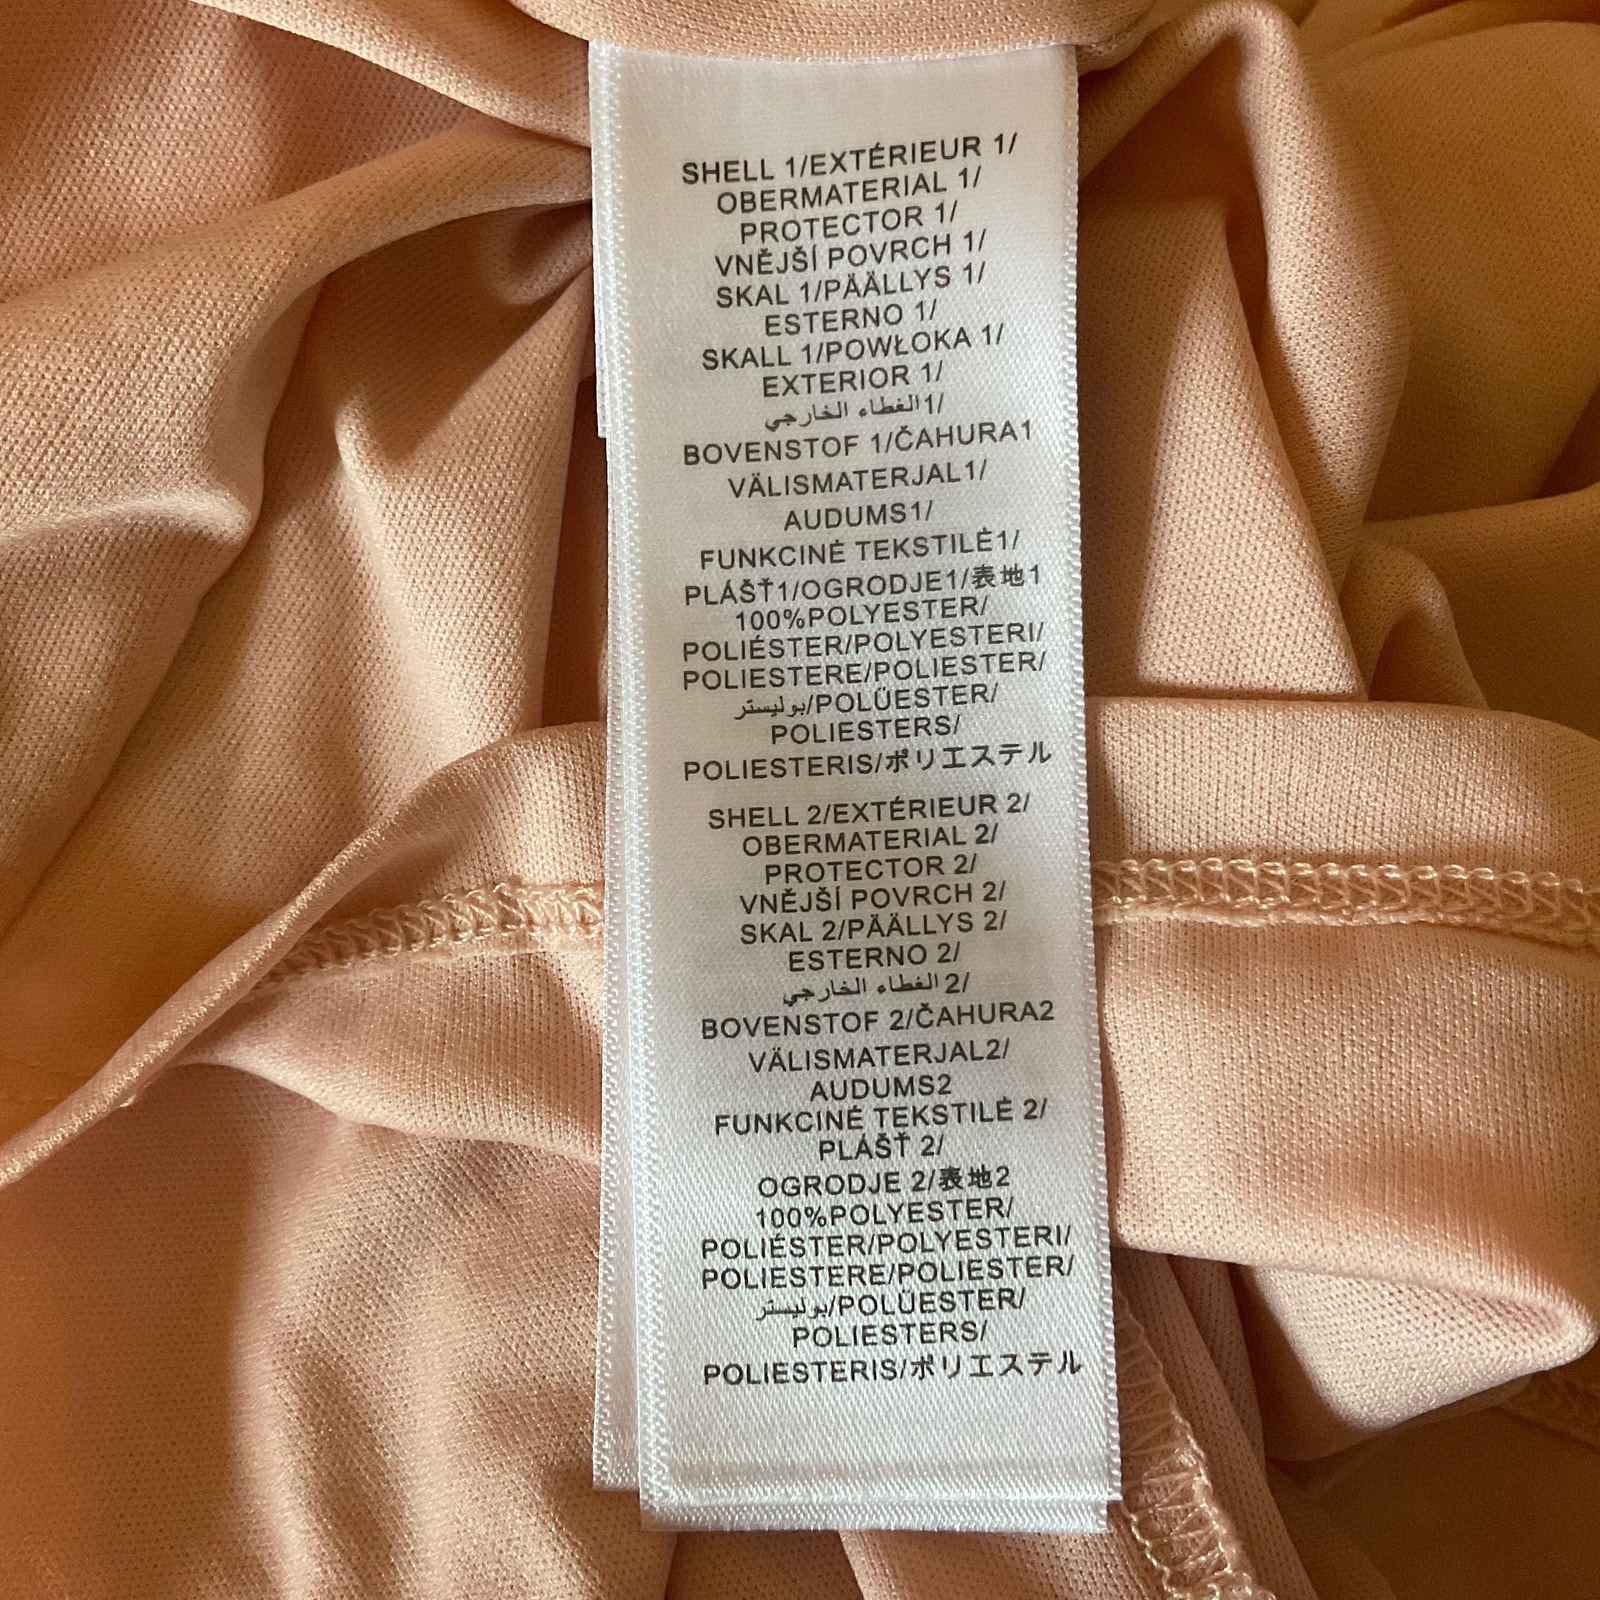 SHELL 1/EXTÉRIEUR 1/
OBERMATERIAL 1/
PROTECTOR 1/
VNĚJŠÍ POVRCH 1/
SKAL 1/PÄÄLLYS 1/
ESTERNO 1/
SKALL 1/POWŁOKA 1/
EXTERIOR 1/
الغطاء الخارجي1/
BOVENSTOF 1/ČAHURA1
VÄLISMATERJAL1/
AUDUMS1/
FUNKCINĖ TEKSTILĖ1/
PLÁŠŤ1/OGRODJE1/表地1
100%POLYESTER/
POLIÉSTER/POLYESTERI/
POLIESTERE/POLIESTER/
بوليستر/POLÜESTER/
POLIESTERS/
POLIESTERIS/ポリエステル
SHELL 2/EXTÉRIEUR 2/
OBERMATERIAL 2/
PROTECTOR 2/
VNĚJŠÍ POVRCH 2/
SKAL 2/PÄÄLLYS 2/
ESTERNO 2/
الغطاء الخارجي2/
BOVENSTOF 2/ČAHURA2
VÄLISMATERJAL2/
AUDUMS2
FUNKCINĖ TEKSTILĖ 2/
PLÁŠŤ 2/
OGRODJE 2/表地2
100%POLYESTER/
POLIÉSTER/POLYESTERI/
POLIESTERE/POLIESTER/
بوليستر/POLÜESTER/
POLIESTERS/
POLIESTERIS/ポリエステル